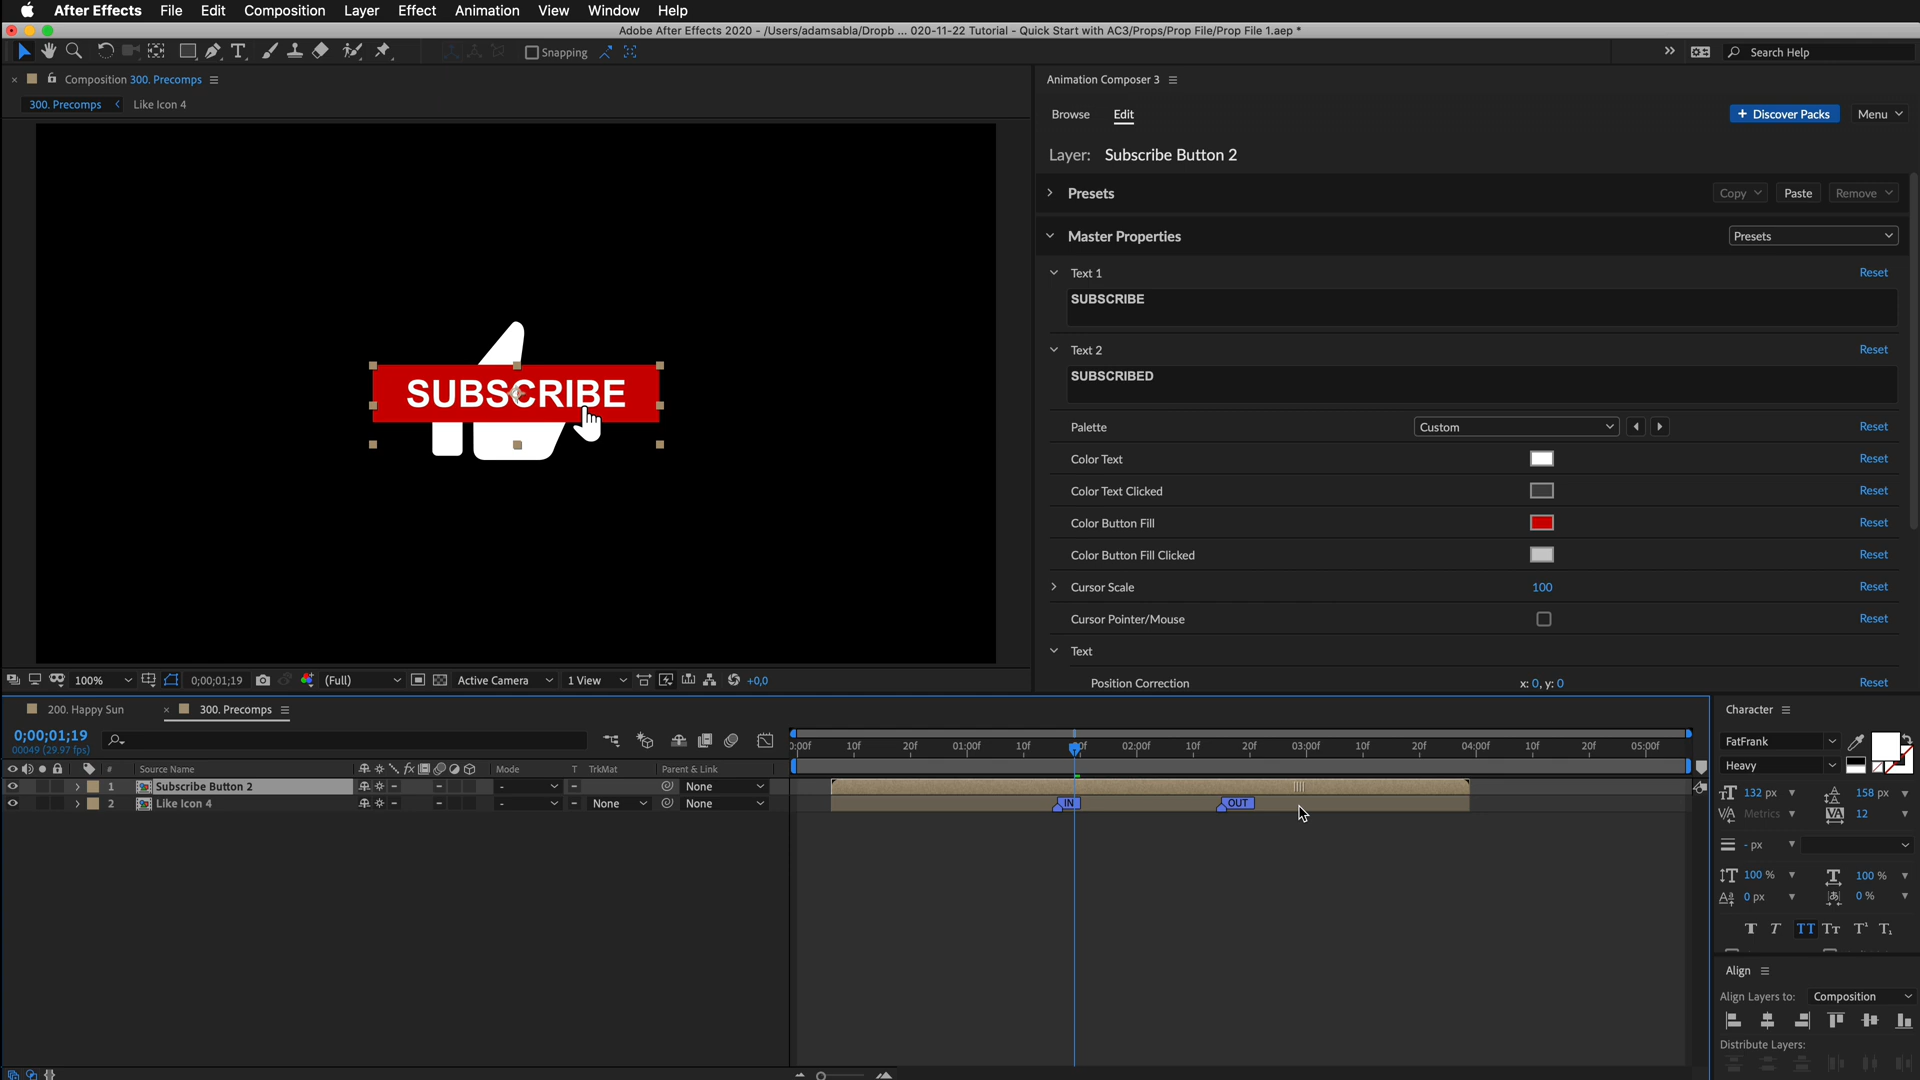 After Effects File Edit Composition Layer Effect Animation View Window Help
Adobe After Effects 2020 - /Users/adamsabla/Dropb ... 020-11-22 Tutorial - Quick Start with AC3/Props/Prop File/Prop File 1.aep *
Snapping
Search Help
Composition 300. Precomps
300. Precomps
Like Icon 4
Animation Composer 3
Browse Edit
+ Discover Packs
Menu
Layer: Subscribe Button 2
Presets
Copy
Paste
Remove
Master Properties
Presets
Text 1
Reset
SUBSCRIBE
Text 2
Reset
SUBSCRIBED
Palette
Custom
Reset
Color Text
Reset
Color Text Clicked
Reset
Color Button Fill
Reset
Color Button Fill Clicked
Reset
Cursor Scale
100
Reset
Cursor Pointer/Mouse
Reset
Text
Position Correction
x: 0, y: 0
Reset
SUBSCRIBE
100%
0;00;01;19
(Full)
Active Camera
1 View
+0,0
200. Happy Sun
300. Precomps
0;00;01;19
00049 (29.97 fps)
# Source Name
Mode
T TrkMat
Parent & Link
1 Subscribe Button 2
-
None
2 Like Icon 4
-
None
None
0:00f 10f 20f 01:00f 10f 02:00f 10f 20f 03:00f 10f 20f 04:00f 10f 20f 05:00f
IN
OUT
Character
FatFrank
Heavy
132 px
158 px
Metrics
12
- px
100 %
100 %
0 px
0 %
Align
Align Layers to: Composition
Distribute Layers: